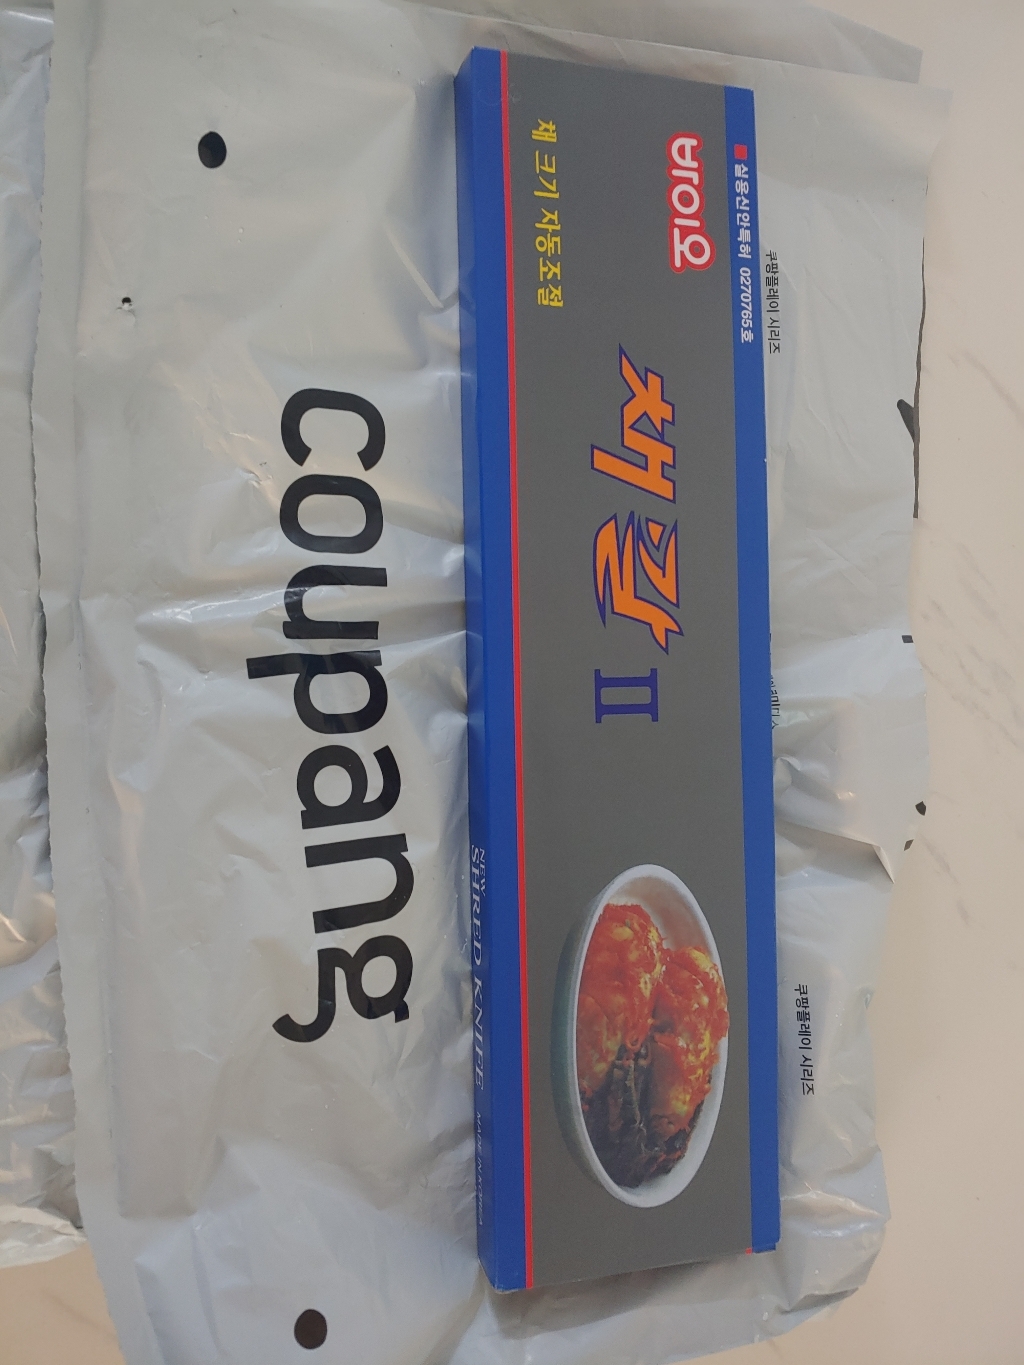 ■ 실용신안특허 0270765호
바이오
채칼 II
채 크기 자동조절
NEW
SHRED KNIFE MADE IN KOREA
coupang
쿠팡플레이 시리즈
쿠팡플레이 시리즈